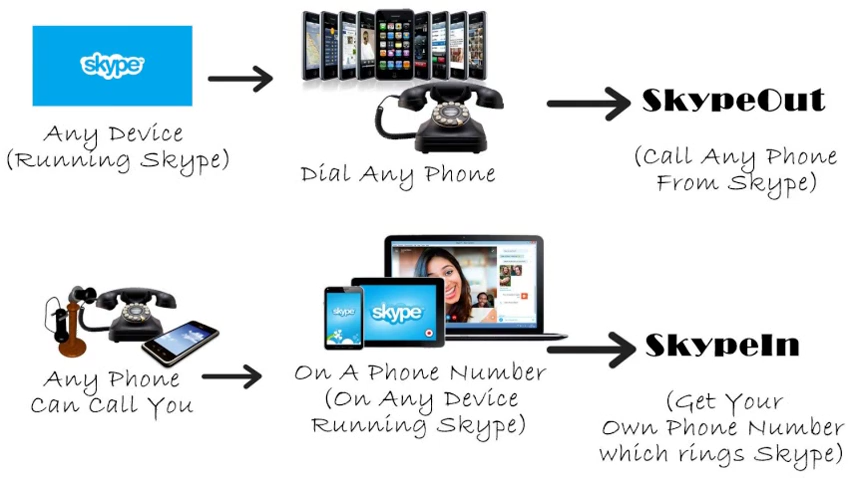 skype
Any Device
(Running Skype)
Dial Any Phone
SkypeOut
(Call Any Phone
From Skype)
Any Phone
Can Call You
skype
skype
On A Phone Number
(On Any Device
Running Skype)
SkypeIn
(Get Your
Own Phone Number
which rings Skype)